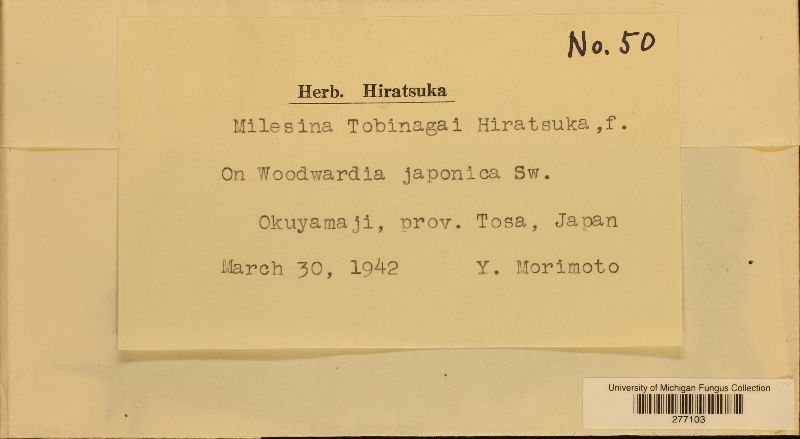 No. 50
Herb. Hiratsuka
Milesina Tobinagai Hiratsuka,f.
On Woodwardia japonica Sw.
Okuyamaji, prov. Tosa, Japan
March 30, 1942 Y. Morimoto
University of Michigan Fungus Collection
277103